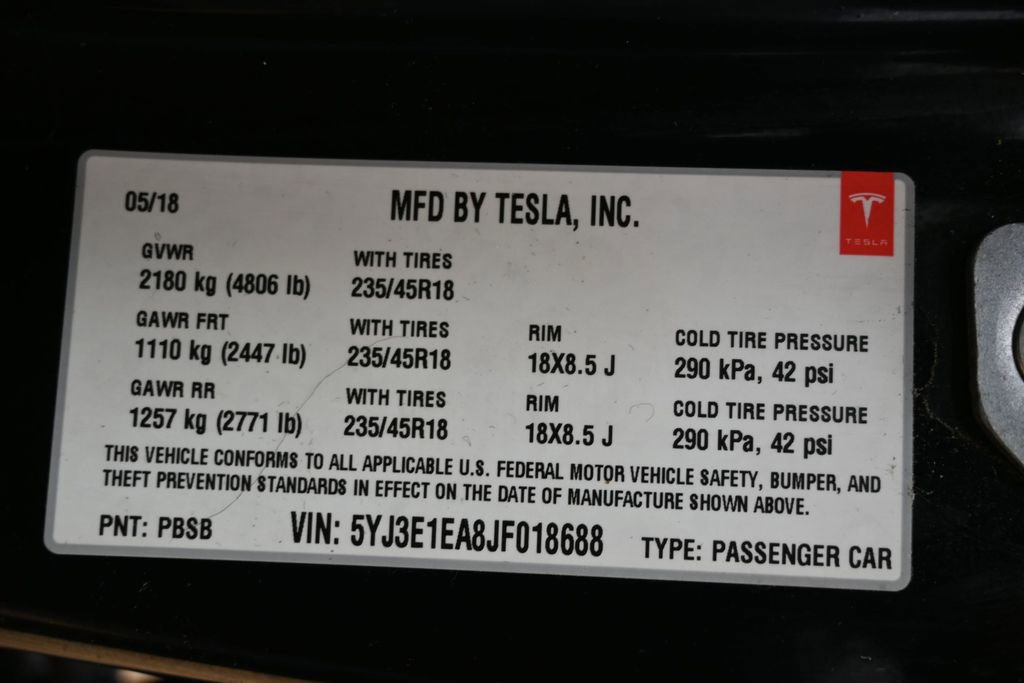 05/18 MFD BY TESLA, INC.
TESLA
GVWR WITH TIRES
2180 kg (4806 lb) 235/45R18
GAWR FRT WITH TIRES RIM COLD TIRE PRESSURE
1110 kg (2447 lb) 235/45R18 18X8.5 J 290 kPa, 42 psi
GAWR RR WITH TIRES RIM COLD TIRE PRESSURE
1257 kg (2771 lb) 235/45R18 18X8.5 J 290 kPa, 42 psi
THIS VEHICLE CONFORMS TO ALL APPLICABLE U.S. FEDERAL MOTOR VEHICLE SAFETY, BUMPER, AND
THEFT PREVENTION STANDARDS IN EFFECT ON THE DATE OF MANUFACTURE SHOWN ABOVE.
PNT: PBSB VIN: 5YJ3E1EA8JF018688 TYPE: PASSENGER CAR